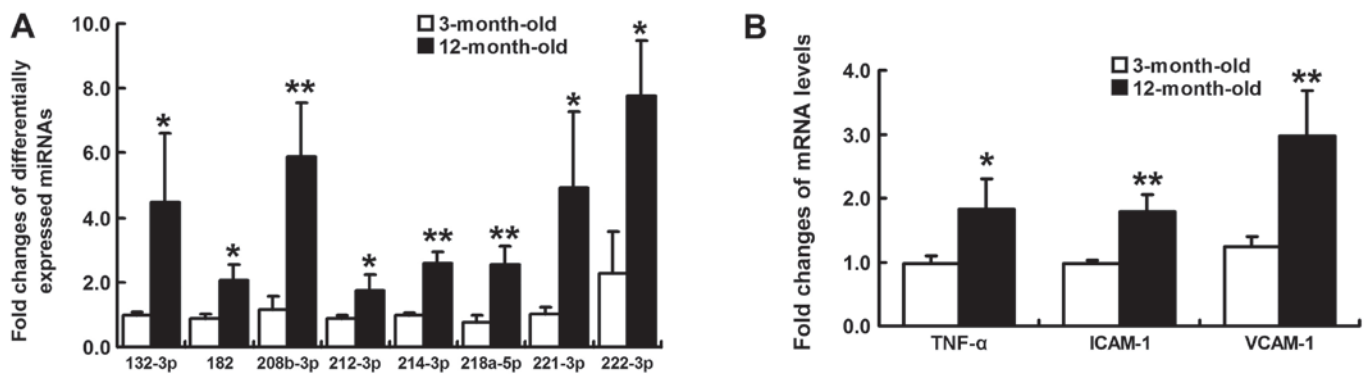 A
Fold changes of differentially
expressed miRNAs
10.0
8.0
6.0
4.0
2.0
0.0
3-month-old
12-month-old
*
*
**
*
**
**
*
*
132-3p 182 208b-3p 212-3p 214-3p 218a-5p 221-3p 222-3p
B
Fold changes of mRNA levels
4.0
3.0
2.0
1.0
0.0
3-month-old
12-month-old
*
**
**
TNF-α ICAM-1 VCAM-1